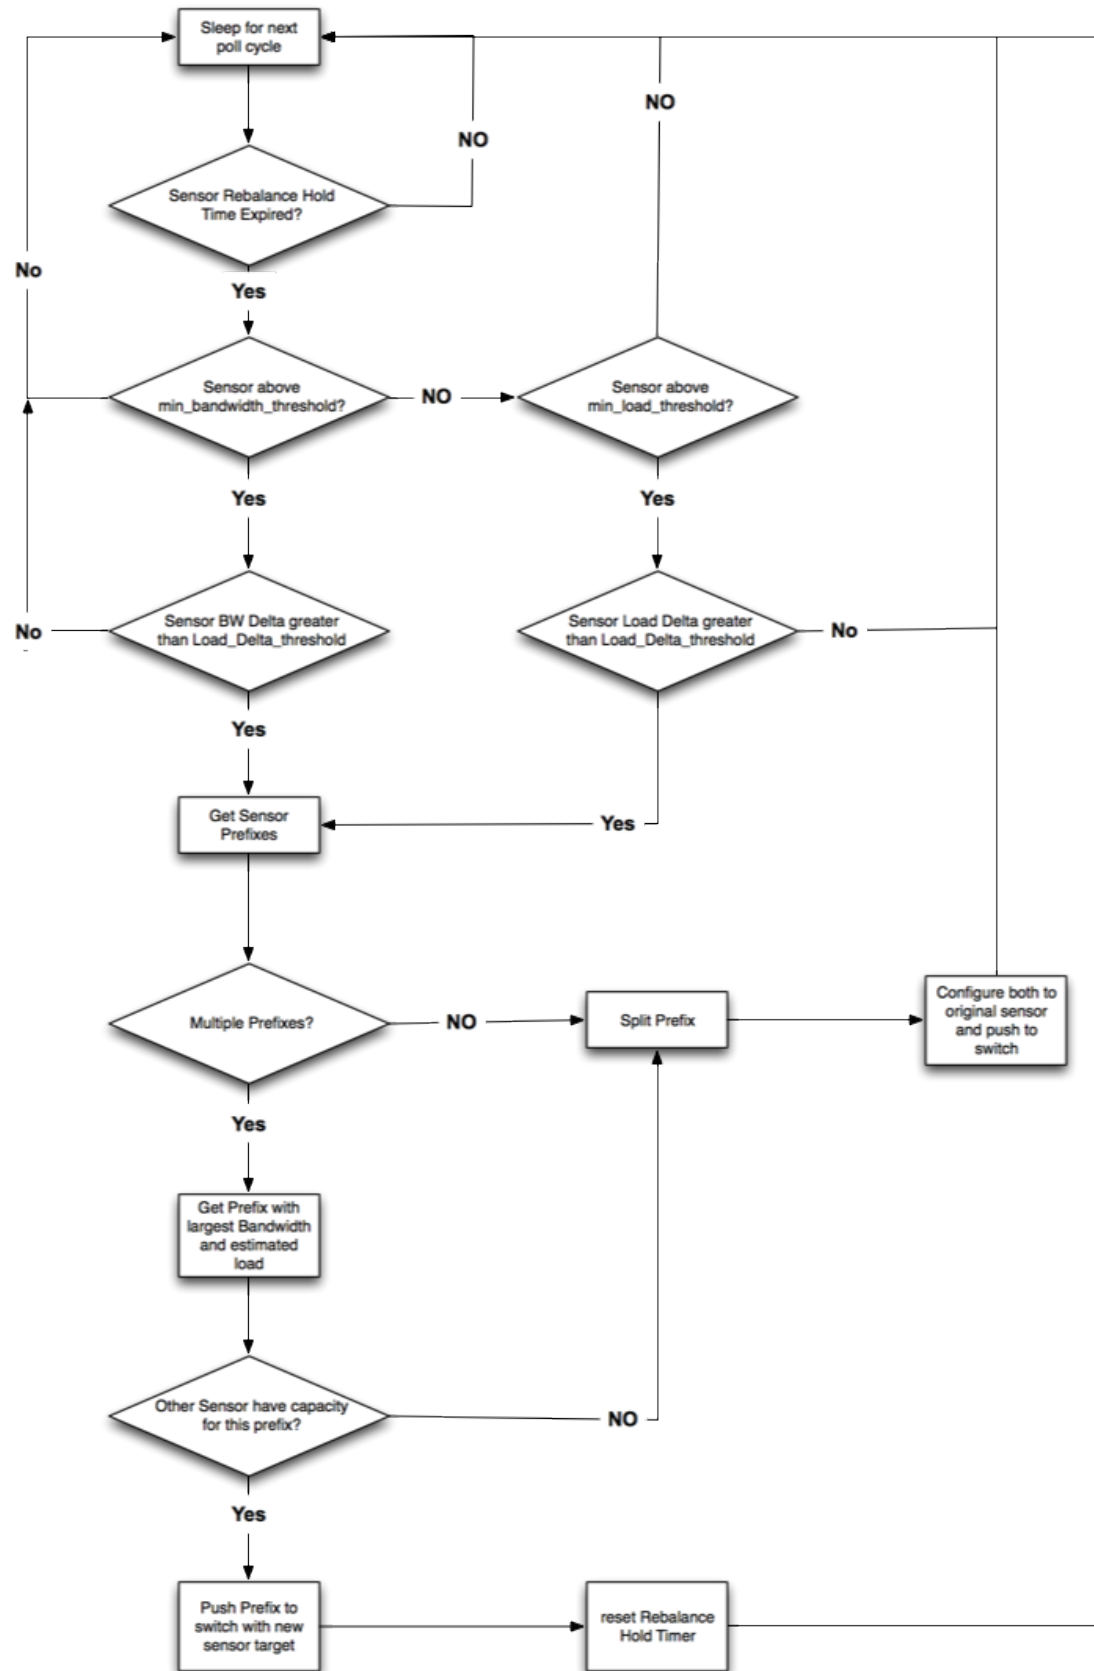 Sleep for next
poll cycle
NO
NO
Sensor Rebalance Hold
Time Expired?
No
Yes
Sensor above
min_bandwidth_threshold?
NO
Sensor above
min_load_threshold?
Yes
Yes
Sensor BW Delta greater
than Load_Delta_threshold
No
Sensor Load Delta greater
than Load_Delta_threshold
No
Yes
Get Sensor
Prefixes
Yes
Multiple Prefixes?
NO
Split Prefix
Configure both to
original sensor
and push to
switch
Yes
Get Prefix with
largest Bandwidth
and estimated
load
Other Sensor have capacity
for this prefix?
NO
Yes
Push Prefix to
switch with new
sensor target
reset Rebalance
Hold Timer